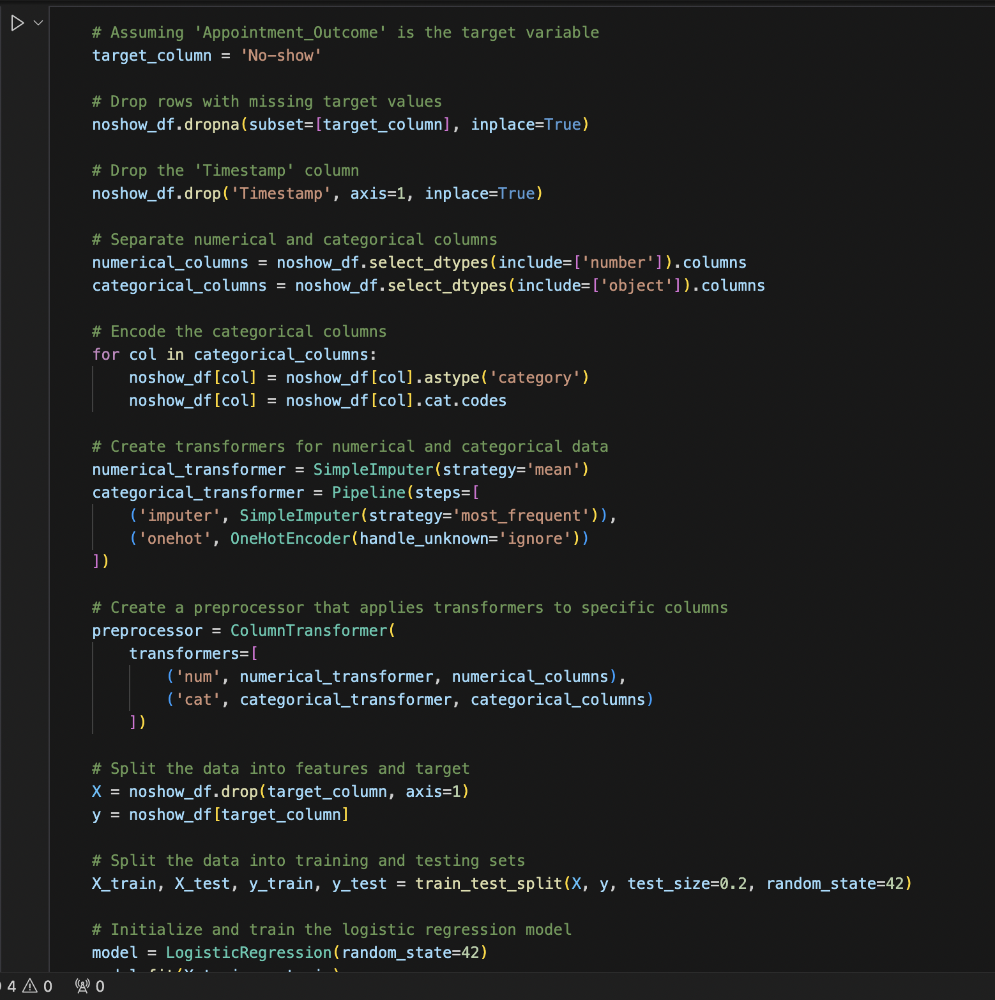 # Assuming 'Appointment_Outcome' is the target variable
target_column = 'No-show'
# Drop rows with missing target values
noshow_df.dropna(subset=[target_column], inplace=True)
# Drop the 'Timestamp' column
noshow_df.drop('Timestamp', axis=1, inplace=True)
# Separate numerical and categorical columns
numerical_columns = noshow_df.select_dtypes(include=['number']).columns
categorical_columns = noshow_df.select_dtypes(include=['object']).columns
# Encode the categorical columns
for col in categorical_columns:
    noshow_df[col] = noshow_df[col].astype('category')
    noshow_df[col] = noshow_df[col].cat.codes
# Create transformers for numerical and categorical data
numerical_transformer = SimpleImputer(strategy='mean')
categorical_transformer = Pipeline(steps=[
    ('imputer', SimpleImputer(strategy='most_frequent')),
    ('onehot', OneHotEncoder(handle_unknown='ignore'))
])
# Create a preprocessor that applies transformers to specific columns
preprocessor = ColumnTransformer(
    transformers=[
        ('num', numerical_transformer, numerical_columns),
        ('cat', categorical_transformer, categorical_columns)
    ])
# Split the data into features and target
X = noshow_df.drop(target_column, axis=1)
y = noshow_df[target_column]
# Split the data into training and testing sets
X_train, X_test, y_train, y_test = train_test_split(X, y, test_size=0.2, random_state=42)
# Initialize and train the logistic regression model
model = LogisticRegression(random_state=42)
4 0 0